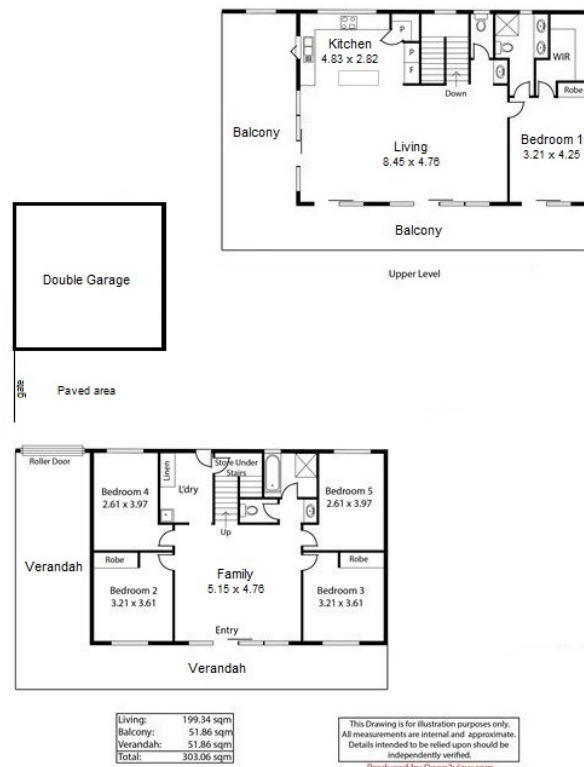 Kitchen
4.83 x 2.82
P
P
F
Down
WIR
Robe
Balcony
Living
8.45 x 4.76
Bedroom 1
3.21 x 4.25
Balcony
Upper Level
Double Garage
gate
Paved area
Roller Door
Linen
Store Under
Stairs
Bedroom 4
2.61 x 3.97
L'dry
Bedroom 5
2.61 x 3.97
Up
Robe
Robe
Verandah
Family
5.15 x 4.76
Bedroom 2
3.21 x 3.61
Bedroom 3
3.21 x 3.61
Entry
Verandah
Living: 199.34 sqm
Balcony: 51.86 sqm
Verandah: 51.86 sqm
Total: 303.06 sqm
This Drawing is for illustration purposes only.
All measurements are internal and approximate.
Details intended to be relied upon should be
independently verified.
Produced by Open2view.com